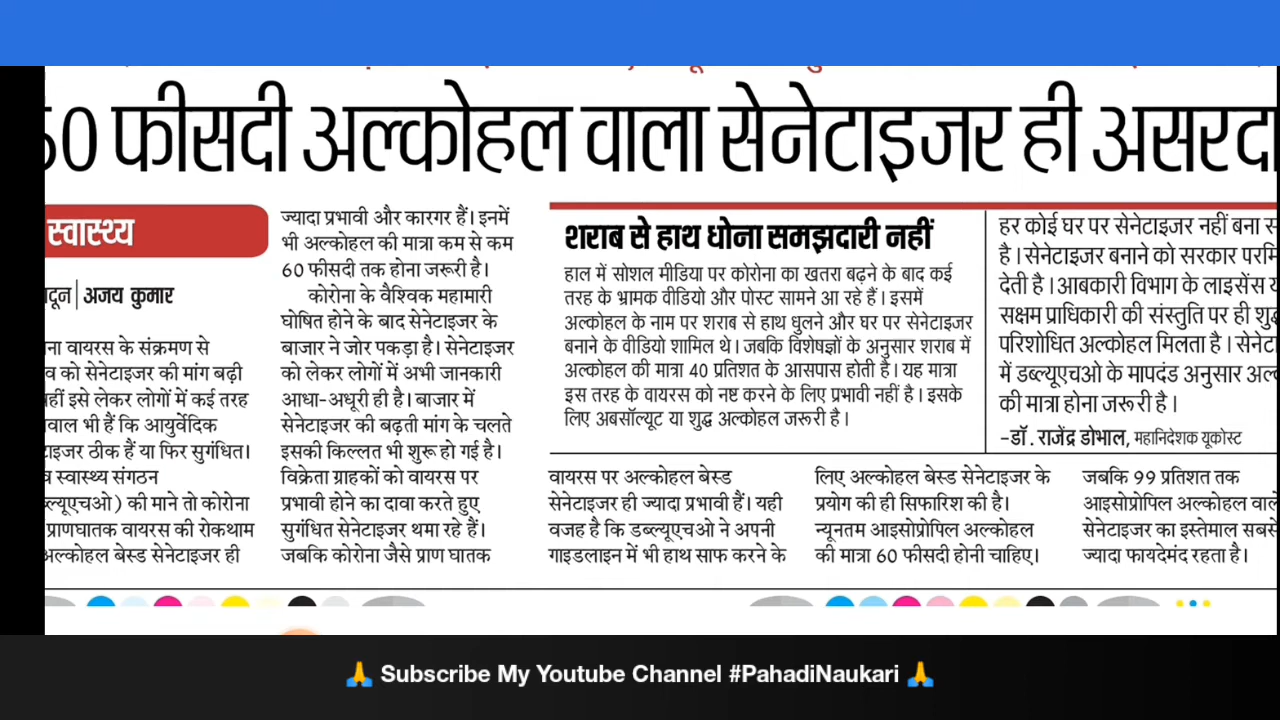 60 फीसदी अल्कोहल वाला सेनेटाइजर ही
स्वास्थ्य
अजय कुमार
वायरस के संक्रमण से
को सेनेटाइजर की मांग बढ़ी
इसे लेकर लोगों में कई तरह
भी हैं कि आयुर्वेदिक
ठीक हैं या फिर सुगंधित।
स्वास्थ्य संगठन
की माने तो कोरोना
प्राणघातक वायरस की रोकथाम
अल्कोहल बेस्ड सेनेटाइजर ही
ज्यादा प्रभावी और कारगर हैं। इनमें
भी अल्कोहल की मात्रा कम से कम
60 फीसदी तक होना जरूरी है।
कोरोना के वैश्विक महामारी
घोषित होने के बाद सेनेटाइजर के
बाजार ने जोर पकड़ा है। सेनेटाइजर
को लेकर लोगों में अभी जानकारी
आधा-अधूरी ही है। बाजार में
सेनेटाइजर की बढ़ती मांग के चलते
इसकी किल्लत भी शुरू हो गई है।
विक्रेता ग्राहकों को वायरस पर
प्रभावी होने का दावा करते हुए
सुगंधित सेनेटाइजर थमा रहे हैं।
जबकि कोरोना जैसे प्राण घातक
शराब से हाथ धोना समझदारी नहीं
हाल में सोशल मीडिया पर कोरोना का खतरा बढ़ने के बाद कई
तरह के भ्रामक वीडियो और पोस्ट सामने आ रहे हैं। इसमें
अल्कोहल के नाम पर शराब से हाथ धुलने और घर पर सेनेटाइजर
बनाने के वीडियो शामिल थे। जबकि विशेषज्ञों के अनुसार शराब में
अल्कोहल की मात्रा 40 प्रतिशत के आसपास होती है। यह मात्रा
इस तरह के वायरस को नष्ट करने के लिए प्रभावी नहीं है। इसके
लिए अबसॉल्यूट या शुद्ध अल्कोहल जरूरी है।
हर कोई घर पर सेनेटाइजर नहीं बना
है। सेनेटाइजर बनाने को सरकार
देती है। आबकारी विभाग के लाइसेंस
सक्षम प्राधिकारी की संस्तुति पर ही
परिशोधित अल्कोहल मिलता है।
में डब्ल्यूएचओ के मापदंड अनुसार
की मात्रा होना जरूरी है।
-डॉ. राजेंद्र डोभाल, महानिदेशक यूकोस्ट
वायरस पर अल्कोहल बेस्ड
सेनेटाइजर ही ज्यादा प्रभावी हैं। यही
वजह है कि डब्ल्यूएचओ ने अपनी
गाइडलाइन में भी हाथ साफ करने के
लिए अल्कोहल बेस्ड सेनेटाइजर के
प्रयोग की ही सिफारिश की है।
न्यूनतम आइसोप्रोपिल अल्कोहल
की मात्रा 60 फीसदी होनी चाहिए।
जबकि 99 प्रतिशत तक
आइसोप्रोपिल अल्कोहल
सेनेटाइजर का इस्तेमाल
ज्यादा फायदेमंद रहता है।
🙏 Subscribe My Youtube Channel #PahadiNaukari 🙏